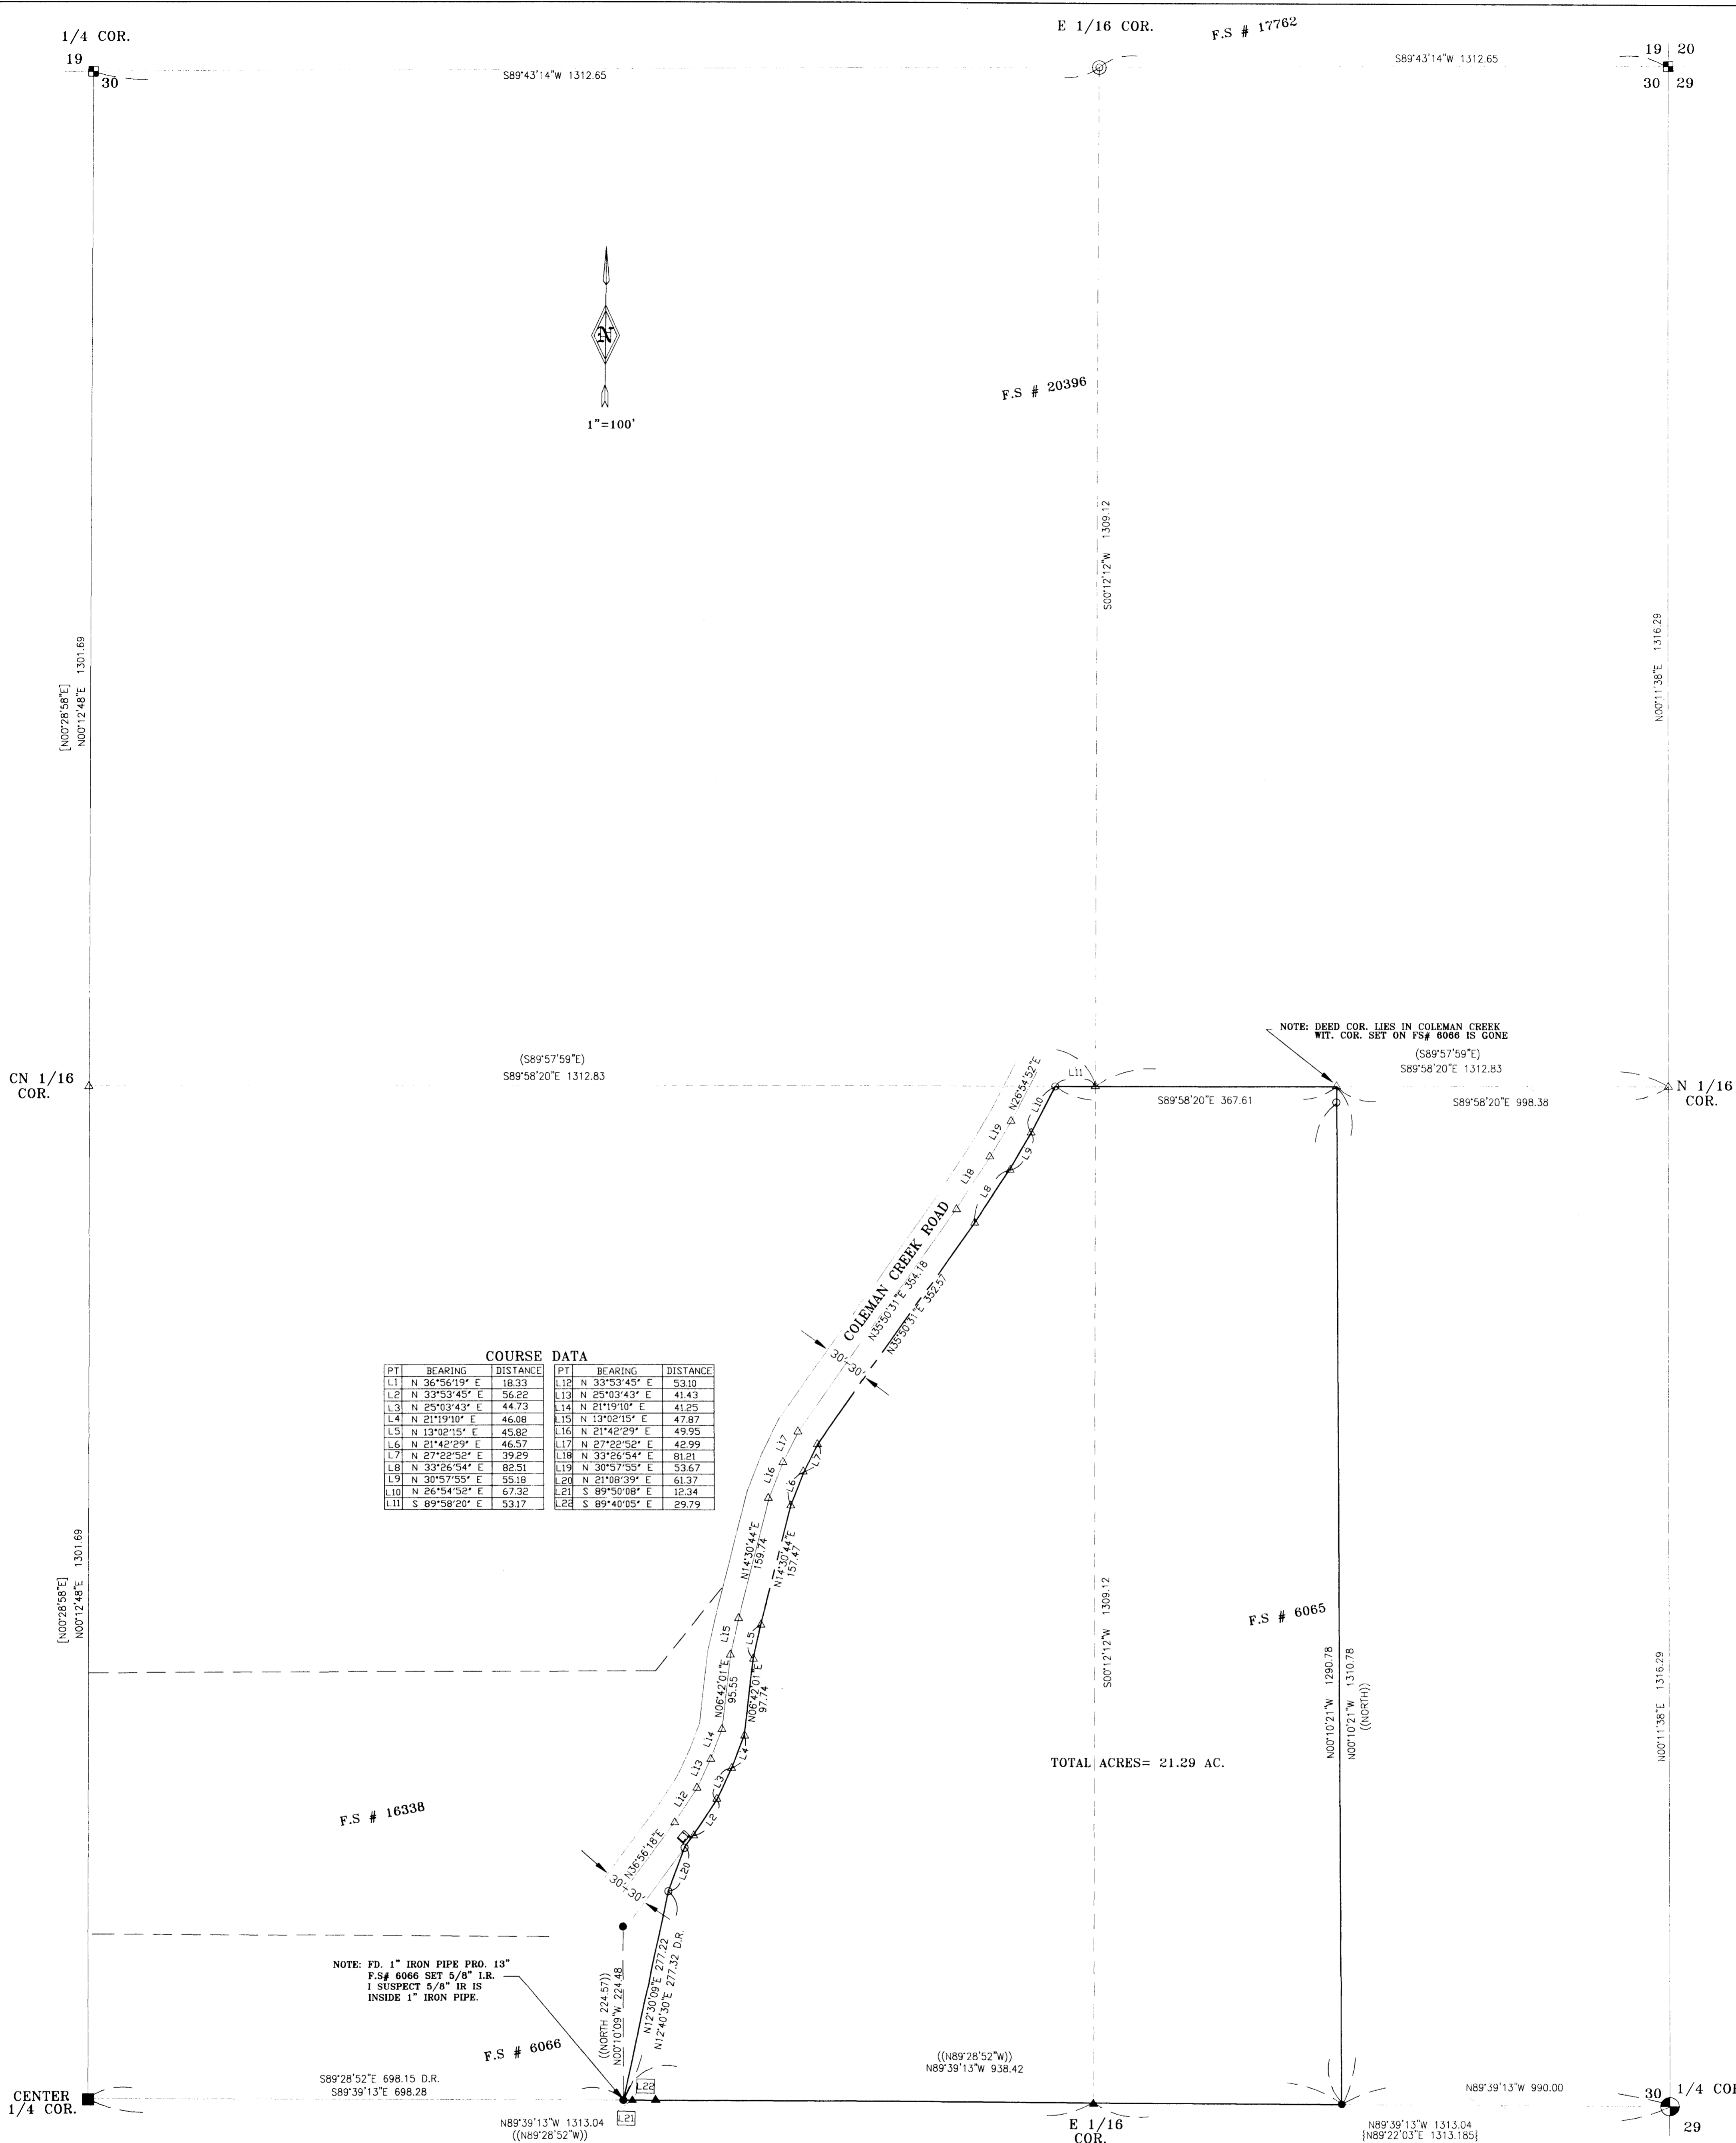 1/4 COR.
19
30
S89°43'14"W 1312.65
E 1/16 COR.
F.S # 17762
S89°43'14"W 1312.65
19 20
30 29
N
1"=100'
F.S # 20396
S00°12'12"W 1309.12
[N00°28'58"E]
N00°12'48"E 1301.69
N00°11'38"E 1316.29
CN 1/16
COR.
(S89°57'59"E)
S89°58'20"E 1312.83
N26°54'52"E
L11
NOTE: DEED COR. LIES IN COLEMAN CREEK
WIT. COR. SET ON FS# 6066 IS GONE
(S89°57'59"E)
S89°58'20"E 1312.83
S89°58'20"E 367.61
S89°58'20"E 998.38
N 1/16
COR.
L10
L19
L9
L18
L8
COLEMAN CREEK ROAD
N35°50'31"E 354.18
N35°50'31"E 352.57
30'-30'
COURSE DATA
PT BEARING DISTANCE PT BEARING DISTANCE
L1 N 36°56'19" E 18.33 L12 N 33°53'45" E 53.10
L2 N 33°53'45" E 56.22 L13 N 25°03'43" E 41.43
L3 N 25°03'43" E 44.73 L14 N 21°19'10" E 41.25
L4 N 21°19'10" E 46.08 L15 N 13°02'15" E 47.87
L5 N 13°02'15" E 45.82 L16 N 21°42'29" E 49.95
L6 N 21°42'29" E 46.57 L17 N 27°22'52" E 42.99
L7 N 27°22'52" E 39.29 L18 N 33°26'54" E 81.21
L8 N 33°26'54" E 82.51 L19 N 30°57'55" E 53.67
L9 N 30°57'55" E 55.18 L20 N 21°08'39" E 61.37
L10 N 26°54'52" E 67.32 L21 S 89°50'08" E 12.34
L11 S 89°58'20" E 53.17 L22 S 89°40'05" E 29.79
L17
L7
L16
L6
N14°30'44"E
159.74
N14°30'44"E
157.47
[N00°28'58"E]
N00°12'48"E 1301.69
L15
L5
N06°42'01"E
95.55
N06°42'01"E
97.74
S00°12'12"W 1309.12
F.S # 6065
N00°10'21"W 1290.78
N00°10'21"W 1310.78
((NORTH))
N00°11'38"E 1316.29
L14
L4
L13
L3
L12
L2
TOTAL ACRES= 21.29 AC.
F.S # 16338
N36°56'18"E
30'-30'
L20
NOTE: FD. 1" IRON PIPE PRO. 13"
F.S# 6066 SET 5/8" I.R.
I SUSPECT 5/8" IR IS
INSIDE 1" IRON PIPE.
((NORTH 224.57))
N00°10'09"W 224.48
N12°30'09"E 277.22
N12°40'30"E 277.32 D.R.
F.S # 6066
S89°28'52"E 698.15 D.R.
S89°39'13"E 698.28
CENTER
1/4 COR.
L22
L21
N89°39'13"W 1313.04
((N89°28'52"W))
((N89°28'52"W))
N89°39'13"W 938.42
E 1/16
COR.
N89°39'13"W 990.00
N89°39'13"W 1313.04
{N89°22'03"E 1313.185}
30
1/4 COR
29